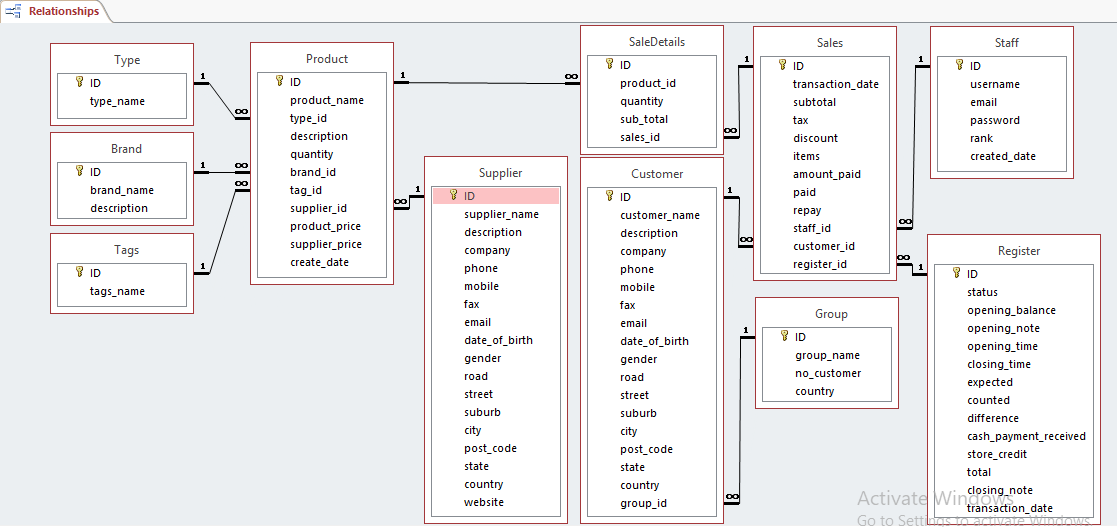 Relationships
Type
ID
type_name
Brand
ID
brand_name
description
Tags
ID
tags_name
Product
ID
product_name
type_id
description
quantity
brand_id
tag_id
supplier_id
product_price
supplier_price
create_date
Supplier
ID
supplier_name
description
company
phone
mobile
fax
email
date_of_birth
gender
road
street
suburb
city
post_code
state
country
website
SaleDetails
ID
product_id
quantity
sub_total
sales_id
Customer
ID
customer_name
description
company
phone
mobile
fax
email
date_of_birth
gender
road
street
suburb
city
post_code
state
country
group_id
Sales
ID
transaction_date
subtotal
tax
discount
items
amount_paid
paid
repay
staff_id
customer_id
register_id
Group
ID
group_name
no_customer
country
Staff
ID
username
email
password
rank
created_date
Register
ID
status
opening_balance
opening_note
opening_time
closing_time
expected
counted
difference
cash_payment_received
store_credit
total
closing_note
transaction_date
1
∞
1
∞
1
∞
1
∞
1
∞
1
∞
1
∞
1
∞
1
∞
1
∞
Activate Windows
Go to Settings to activate Windows.